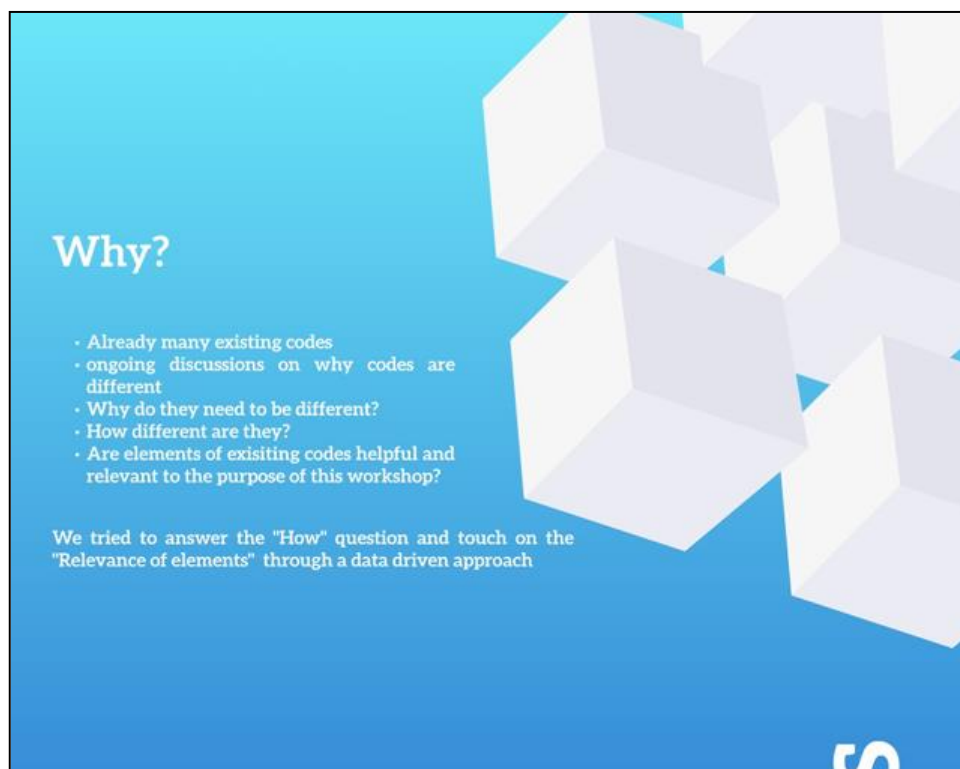 Why?
· Already many existing codes
· ongoing discussions on why codes are
different
· Why do they need to be different?
· How different are they?
· Are elements of exisiting codes helpful and
relevant to the purpose of this workshop?
We tried to answer the "How" question and touch on the
"Relevance of elements" through a data driven approach